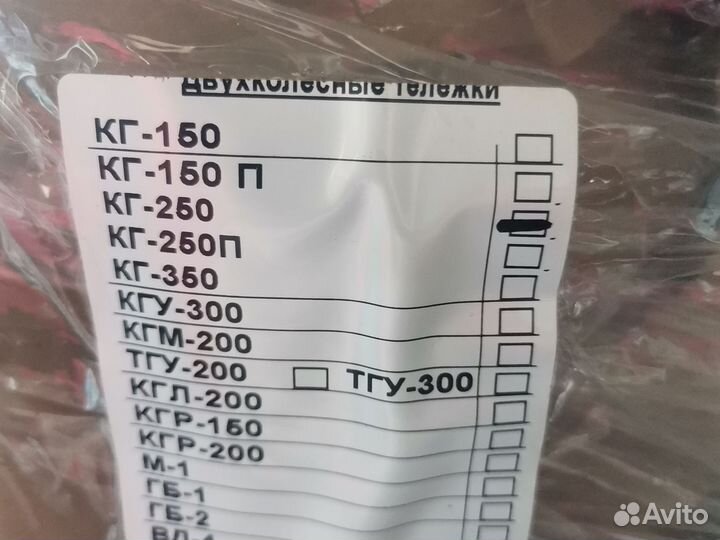 двухколесные тележки
КГ-150
КГ-150 П
КГ-250
КГ-250П
КГ-350
КГУ-300
КГМ-200
ТГУ-200 ТГУ-300
КГЛ-200
КГР-150
КГР-200
М-1
ГБ-1
ГБ-2
Avito